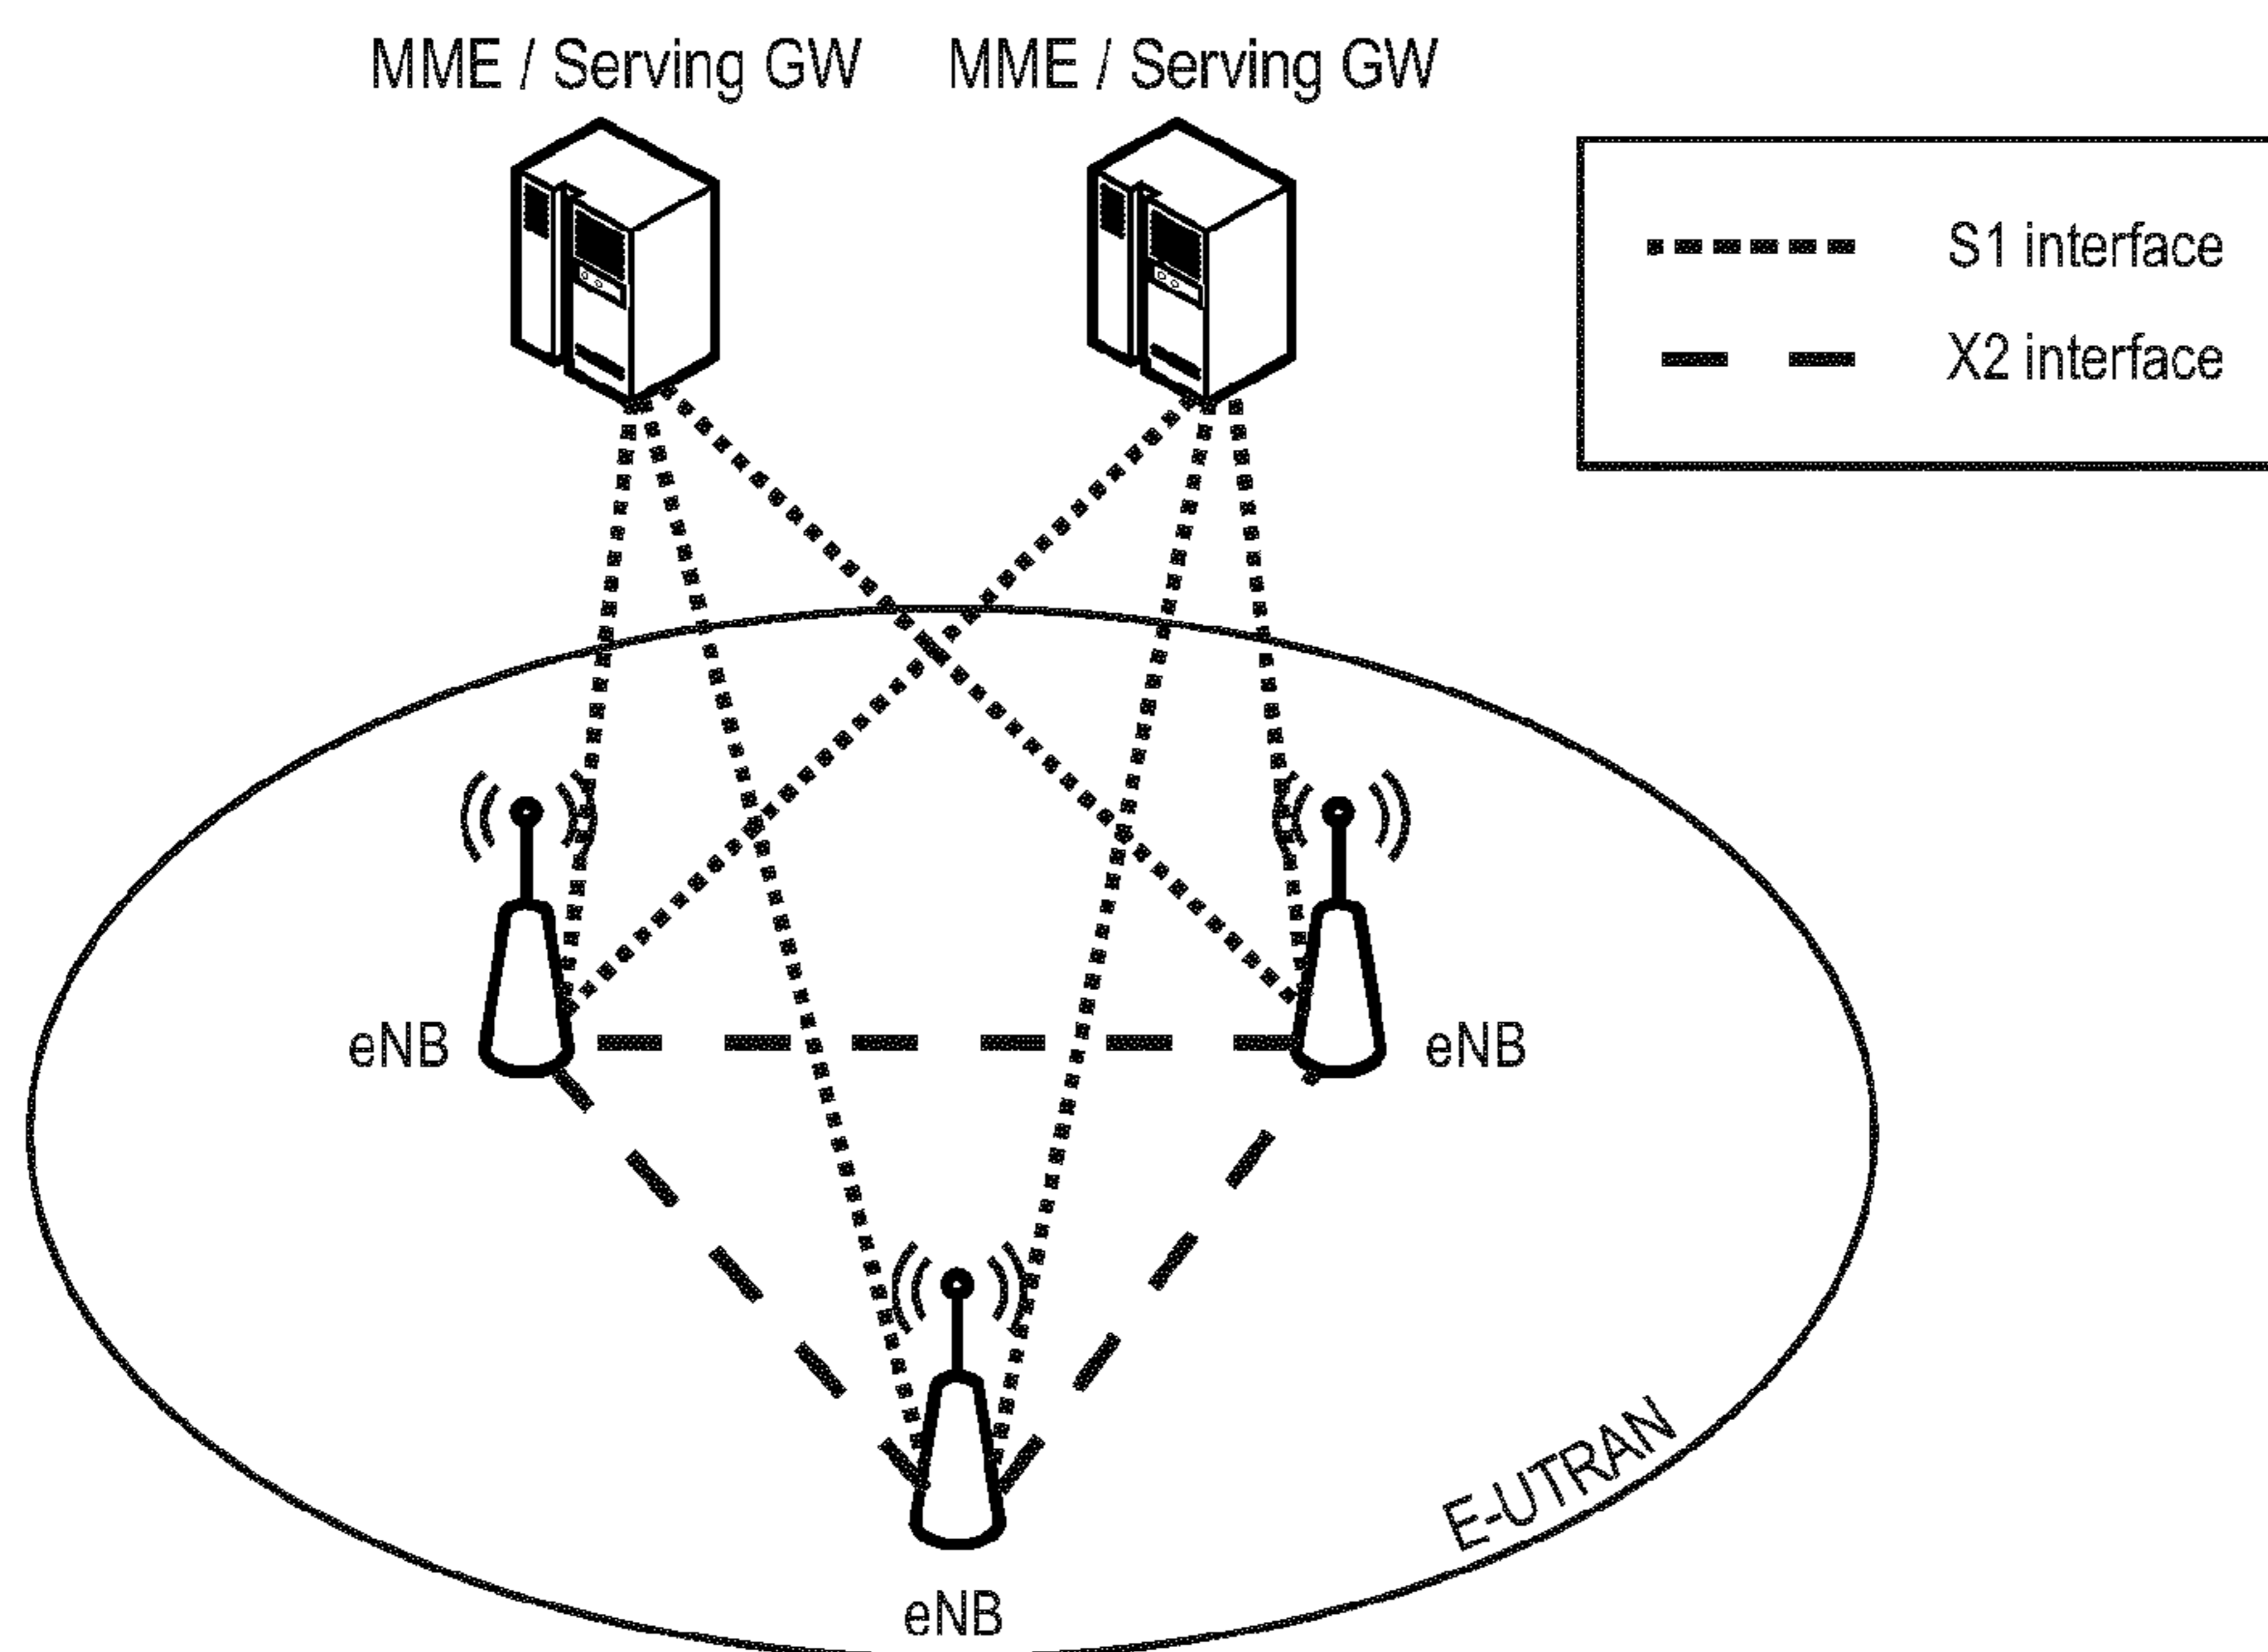 MME / Serving GW
MME / Serving GW
S1 interface
X2 interface
eNB
eNB
E-UTRAN
eNB